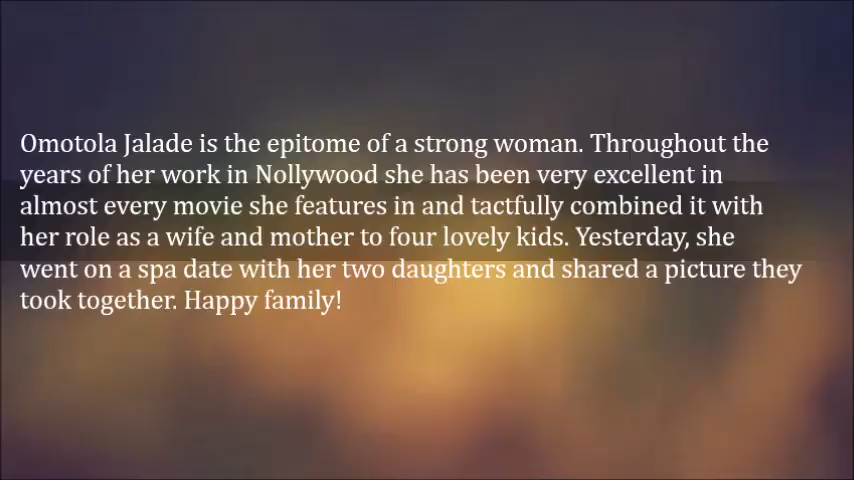 Omotola Jalade is the epitome of a strong woman. Throughout the
years of her work in Nollywood she has been very excellent in
almost every movie she features in and tactfully combined it with
her role as a wife and mother to four lovely kids. Yesterday, she
went on a spa date with her two daughters and shared a picture they
took together. Happy family!